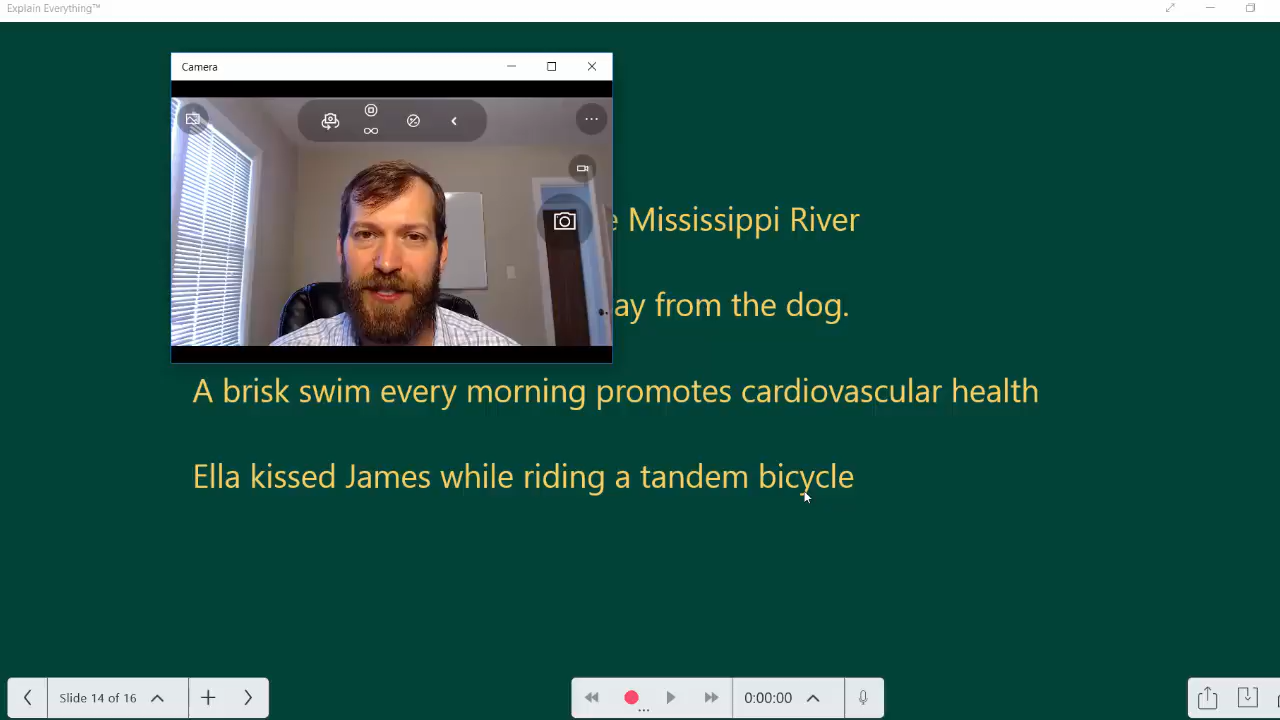 Explain Everything™
Camera
Mississippi River
ay from the dog.
A brisk swim every morning promotes cardiovascular health
Ella kissed James while riding a tandem bicycle
Slide 14 of 16
0:00:00